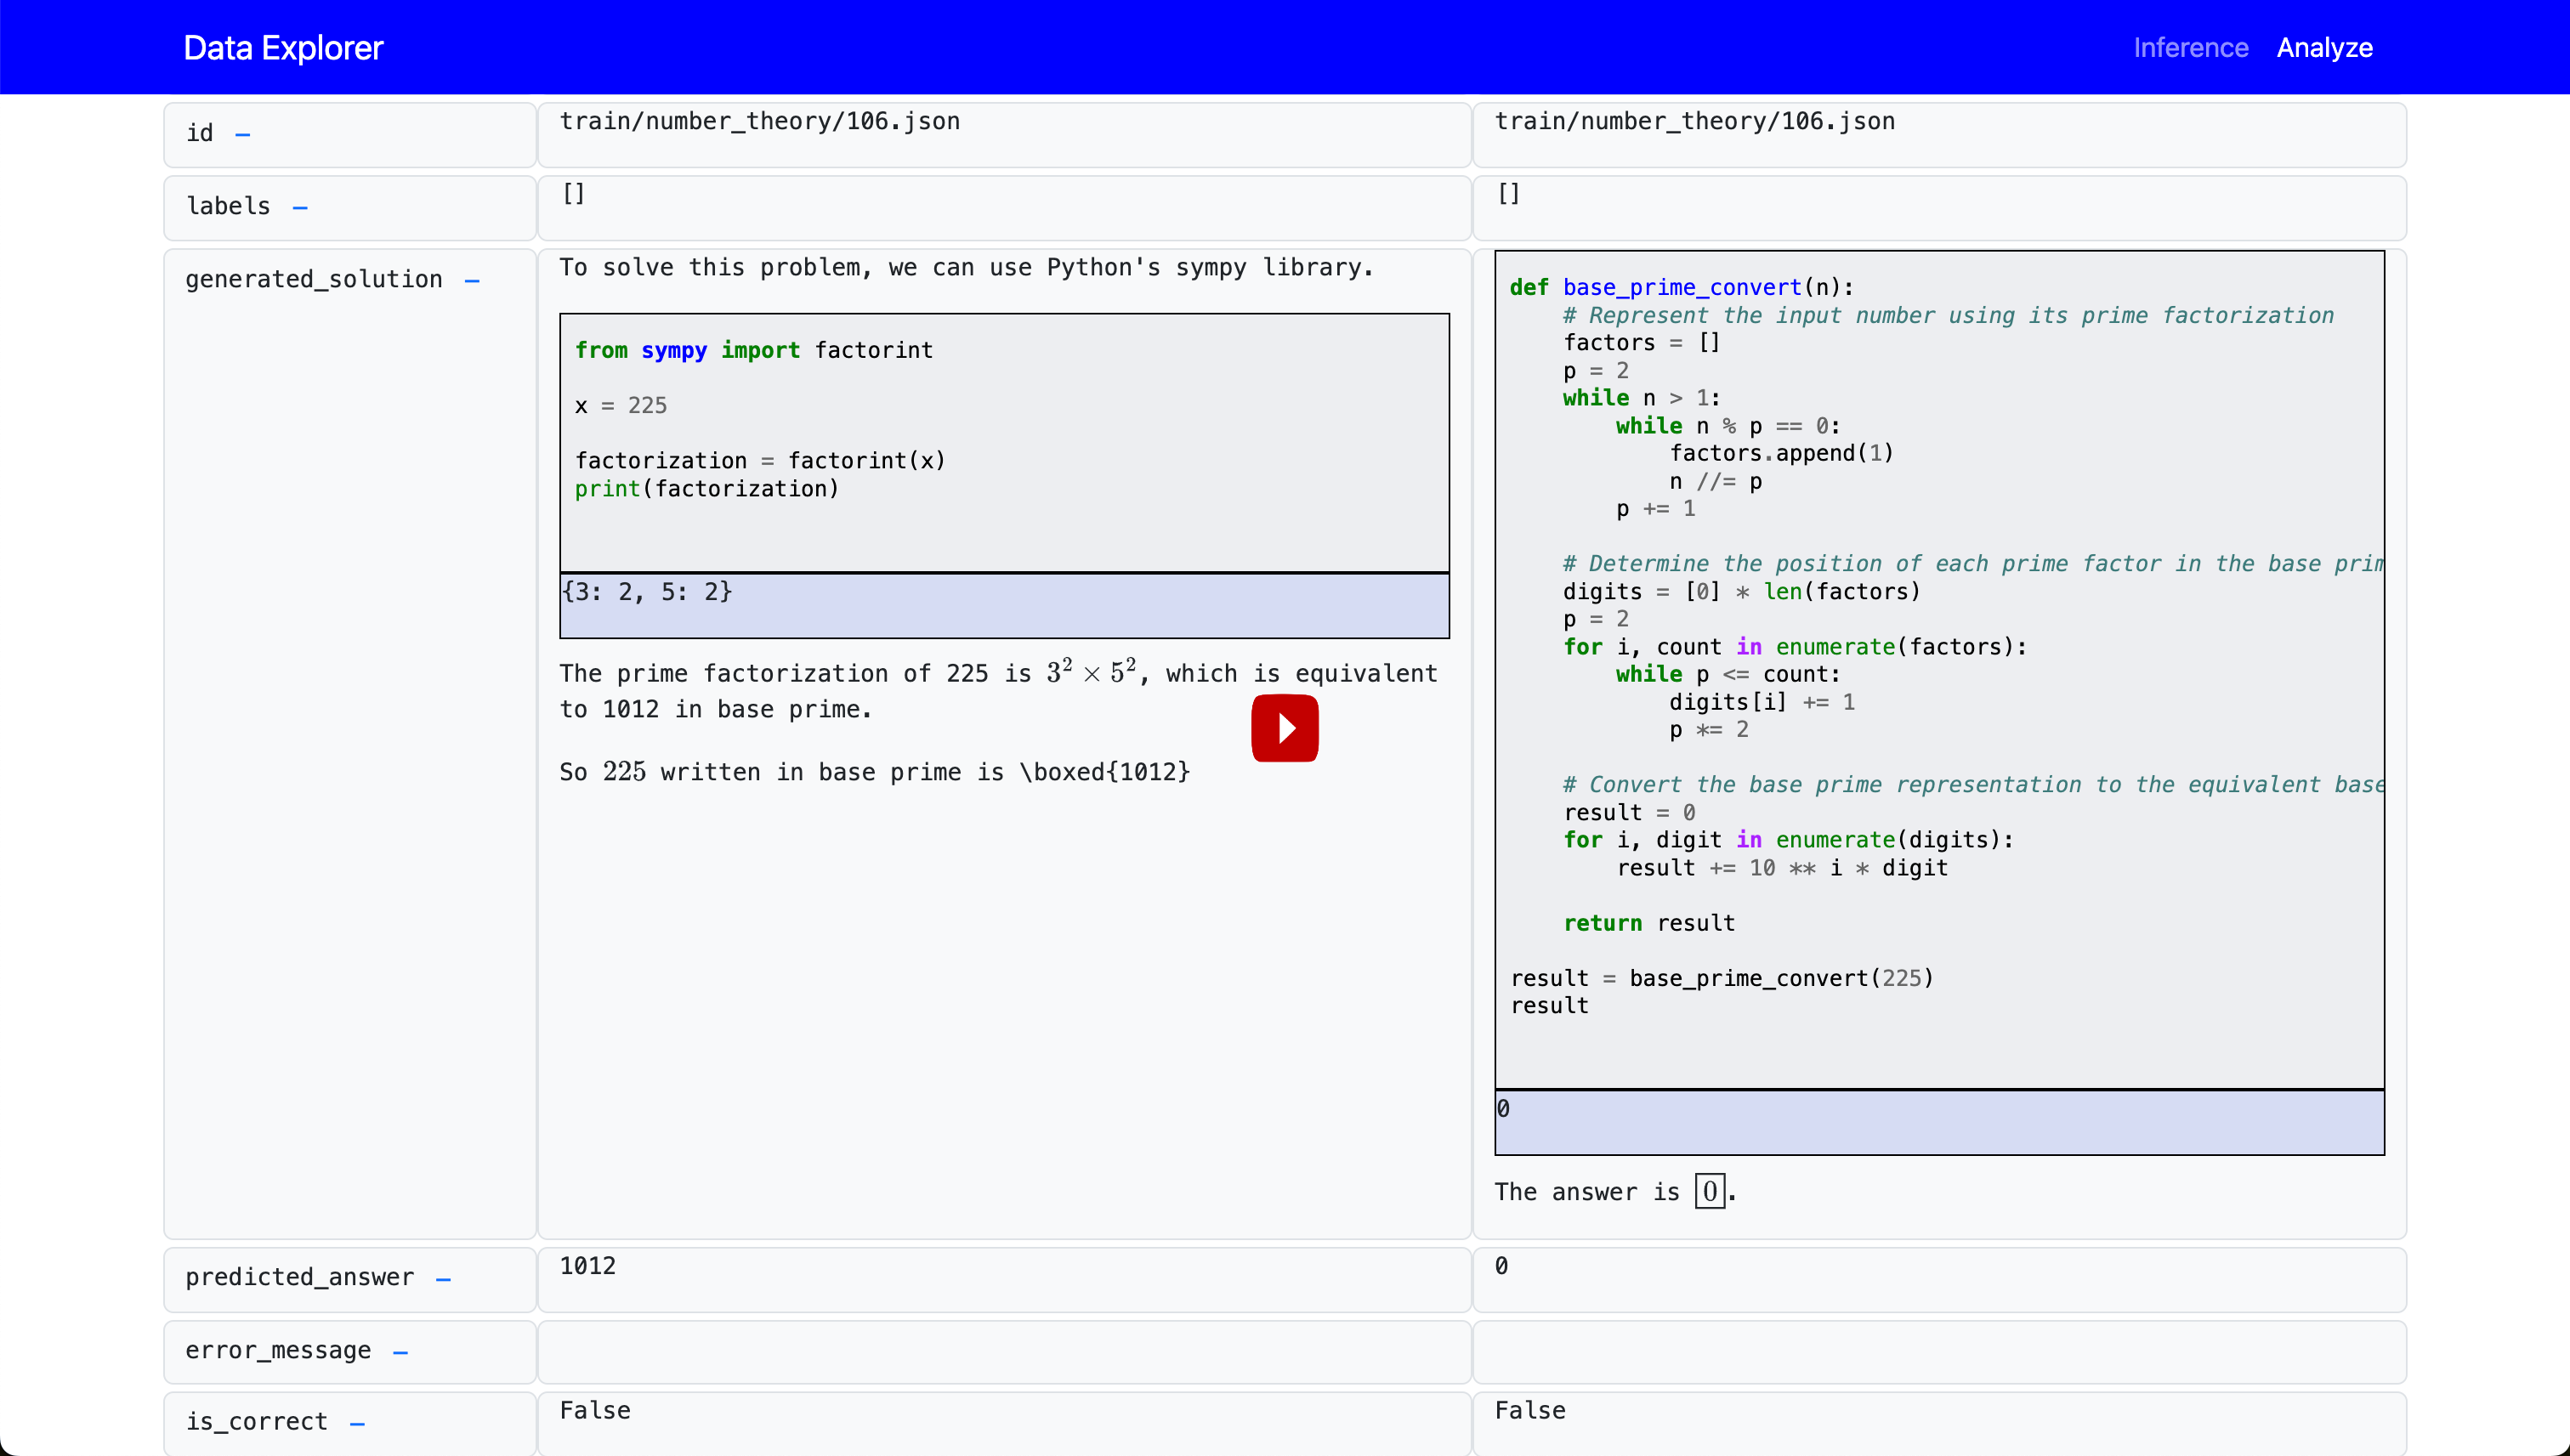 Data Explorer
Inference Analyze
id –
train/number_theory/106.json
train/number_theory/106.json
labels –
[]
[]
generated_solution –
To solve this problem, we can use Python's sympy library.
from sympy import factorint
x = 225
factorization = factorint(x)
print(factorization)
{3: 2, 5: 2}
The prime factorization of 225 is 3² × 5², which is equivalent
to 1012 in base prime.
So 225 written in base prime is \boxed{1012}
def base_prime_convert(n):
    # Represent the input number using its prime factorization
    factors = []
    p = 2
    while n > 1:
        while n % p == 0:
            factors.append(1)
            n //= p
        p += 1
    # Determine the position of each prime factor in the base prim
    digits = [0] * len(factors)
    p = 2
    for i, count in enumerate(factors):
        while p <= count:
            digits[i] += 1
            p *= 2
    # Convert the base prime representation to the equivalent base
    result = 0
    for i, digit in enumerate(digits):
        result += 10 ** i * digit
    return result
result = base_prime_convert(225)
result
0
The answer is 0.
predicted_answer –
1012
0
error_message –
is_correct –
False
False